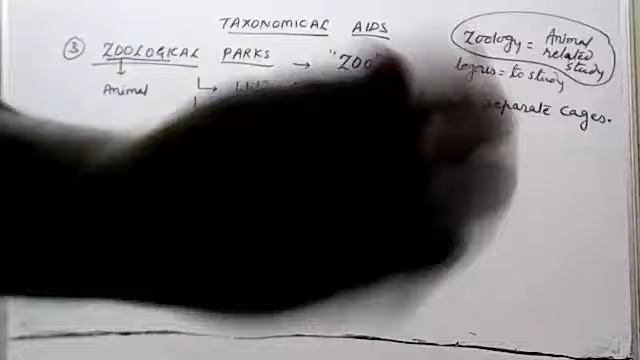 TAXONOMICAL AIDS
③ ZOOLOGICAL PARKS → "ZOO"
Animal
Zoology = Animal related study
logus = to study
separate cages.